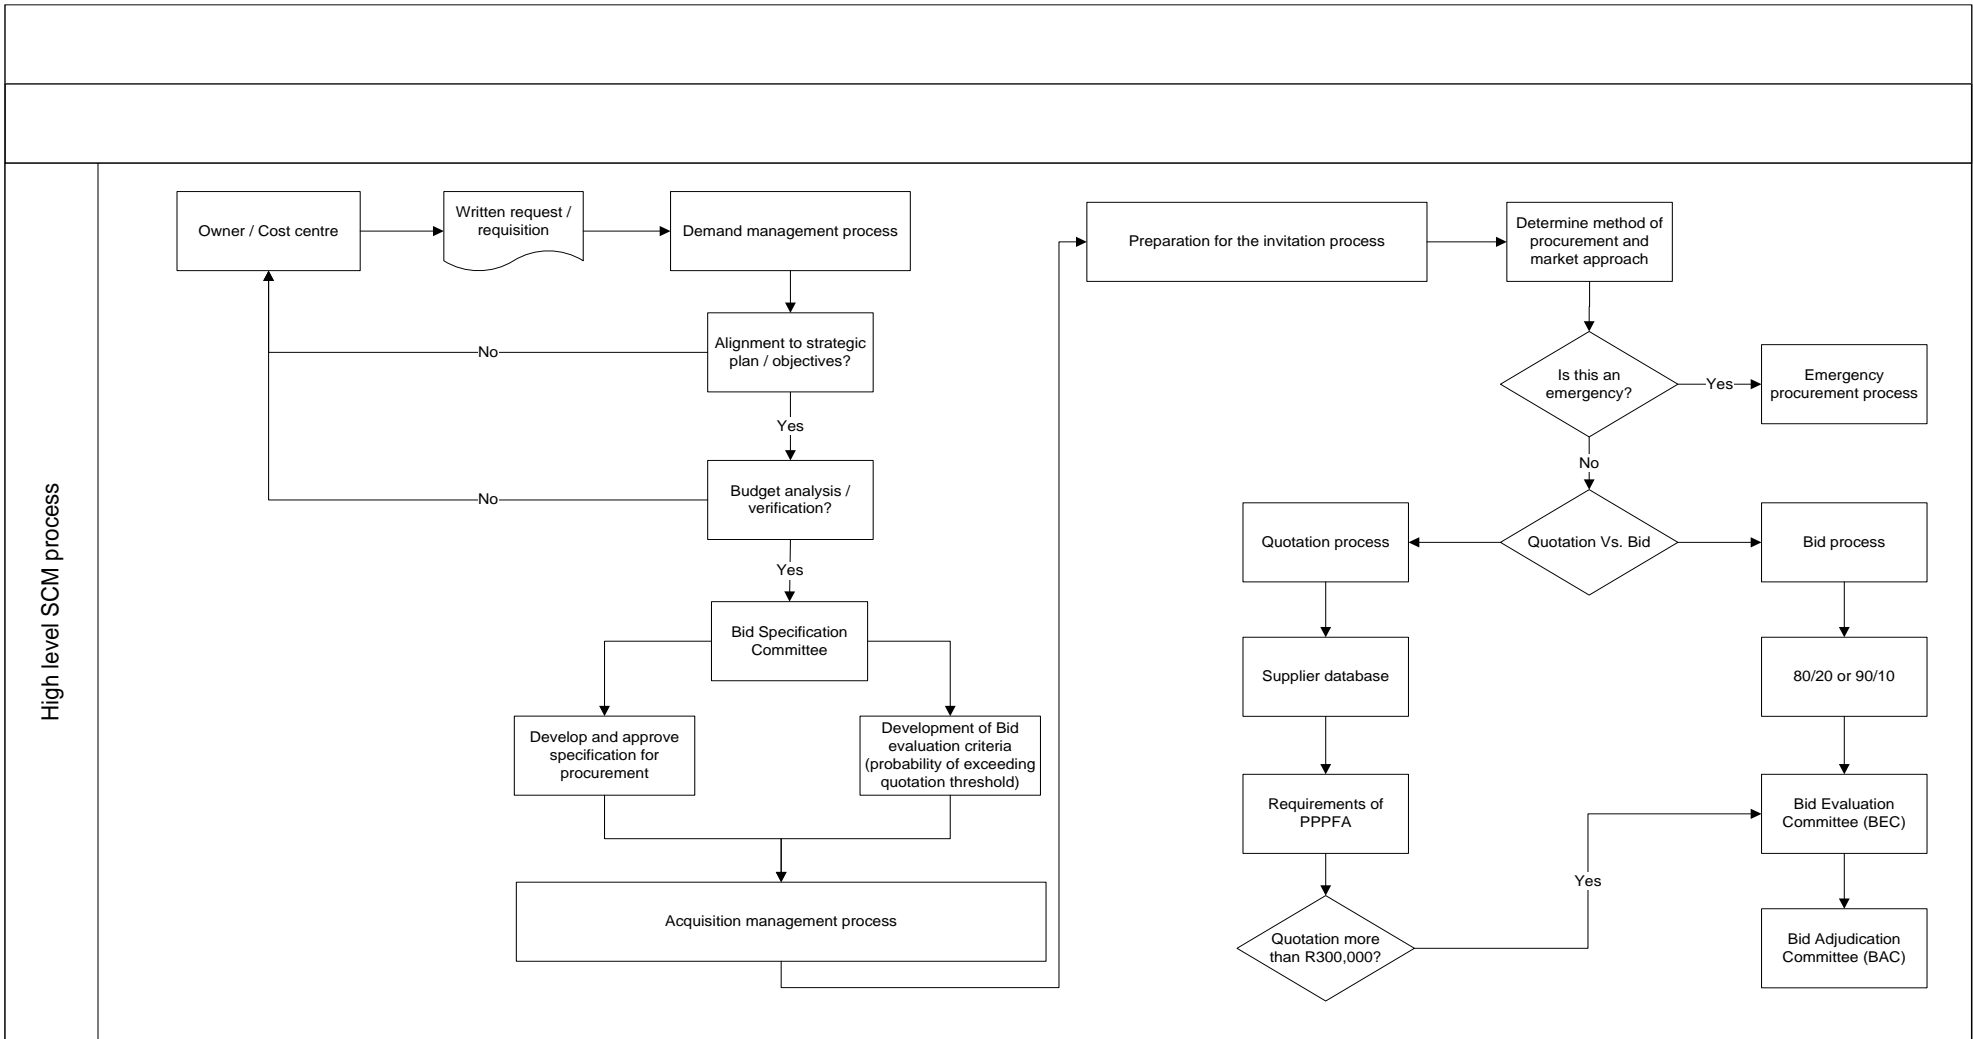 High level SCM process
Owner / Cost centre
Written request /
requisition
Demand management process
Alignment to strategic
plan / objectives?
No
Yes
Budget analysis /
verification?
No
Yes
Bid Specification
Committee
Develop and approve
specification for
procurement
Development of Bid
evaluation criteria
(probability of exceeding
quotation threshold)
Acquisition management process
Preparation for the invitation process
Determine method of
procurement and
market approach
Is this an
emergency?
Yes
Emergency
procurement process
No
Quotation Vs. Bid
Quotation process
Bid process
Supplier database
80/20 or 90/10
Requirements of
PPPFA
Bid Evaluation
Committee (BEC)
Yes
Quotation more
than R300,000?
Bid Adjudication
Committee (BAC)